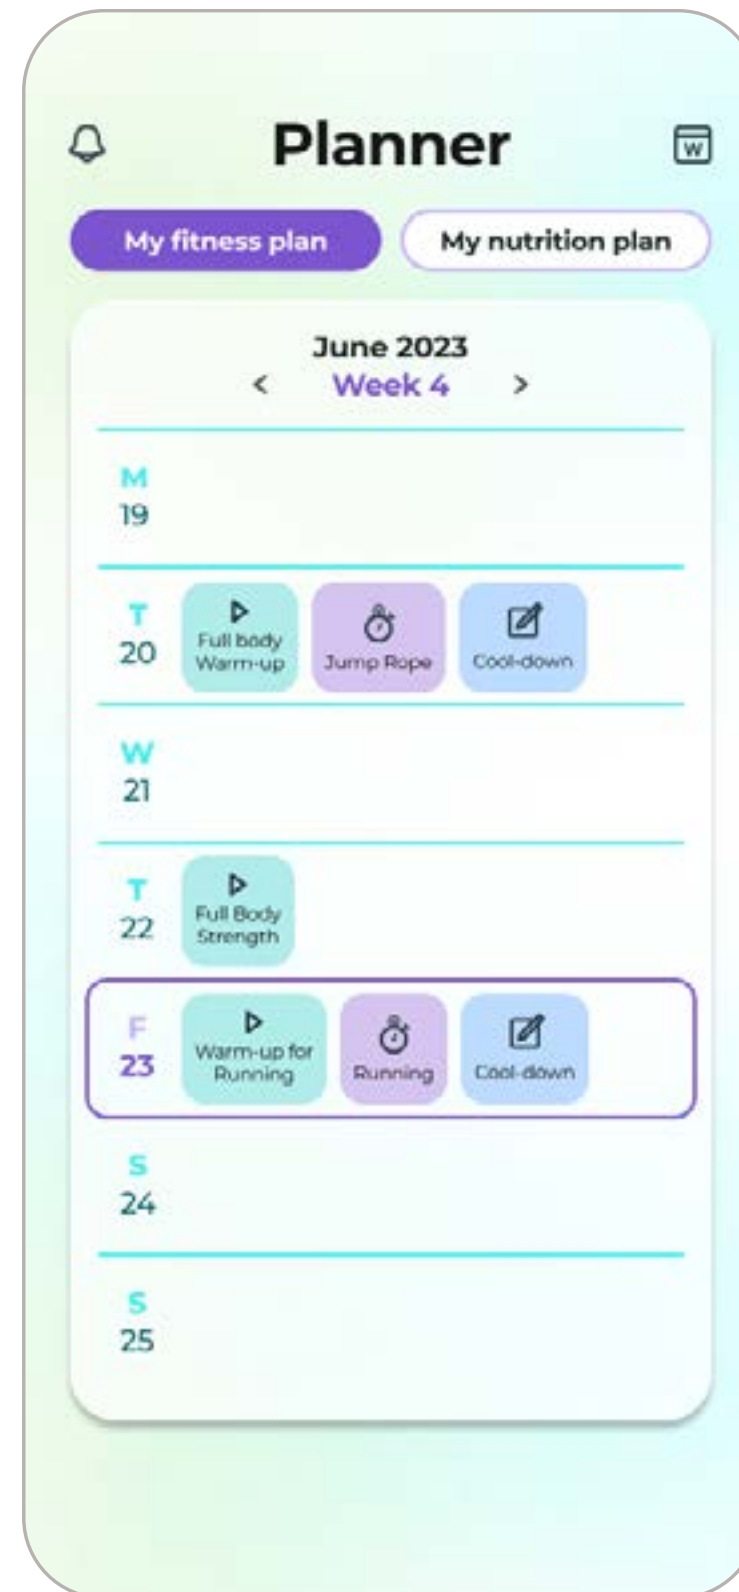 Planner
W
My fitness plan
My nutrition plan
June 2023
< Week 4 >
M
19
T
20
Full body
Warm-up
Jump Rope
Cool-down
W
21
T
22
Full Body
Strength
F
23
Warm-up for
Running
Running
Cool-down
S
24
S
25